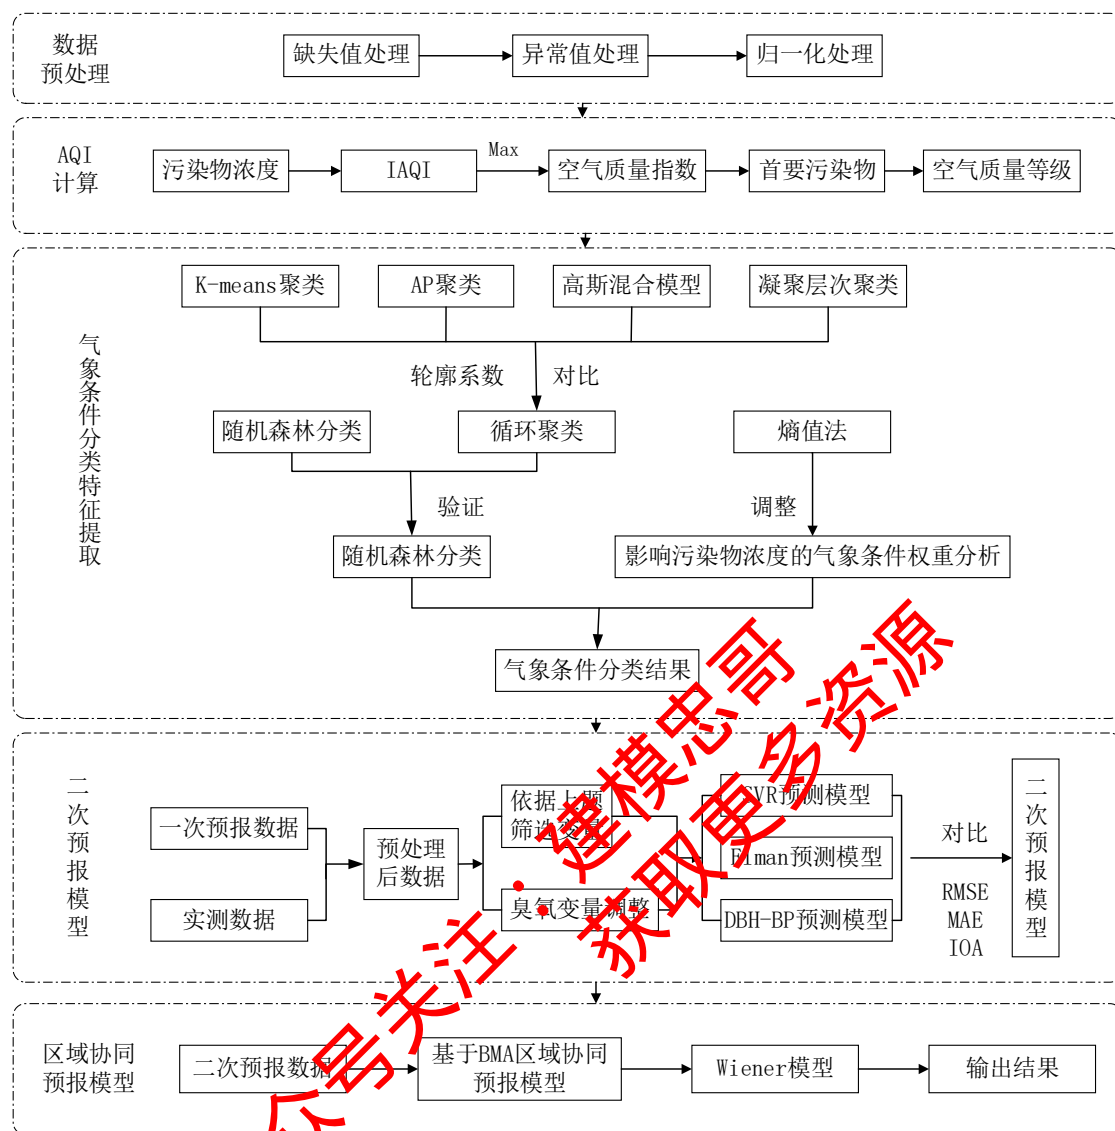 数据
预处理
缺失值处理
异常值处理
归一化处理
AQI
计算
污染物浓度
IAQI
Max
空气质量指数
首要污染物
空气质量等级
气象条件分类特征提取
K-means聚类
AP聚类
高斯混合模型
凝聚层次聚类
轮廓系数
对比
随机森林分类
循环聚类
熵值法
验证
调整
随机森林分类
影响污染物浓度的气象条件权重分析
气象条件分类结果
二次预报模型
一次预报数据
实测数据
预处理
后数据
依据上题
筛选变量
臭氧变量调整
SVR预测模型
Elman预测模型
DBH-BP预测模型
对比
RMSE
MAE
IOA
二次预报模型
区域协同
预报模型
二次预报数据
基于BMA区域协同
预报模型
Wiener模型
输出结果
众号关注：建模忠哥
获取更多资源